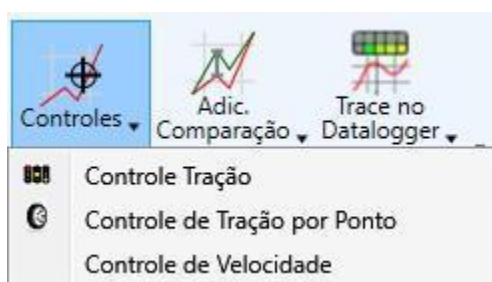 Controles
Adic.
Comparação
Trace no
Datalogger
Controle Tração
Controle de Tração por Ponto
Controle de Velocidade